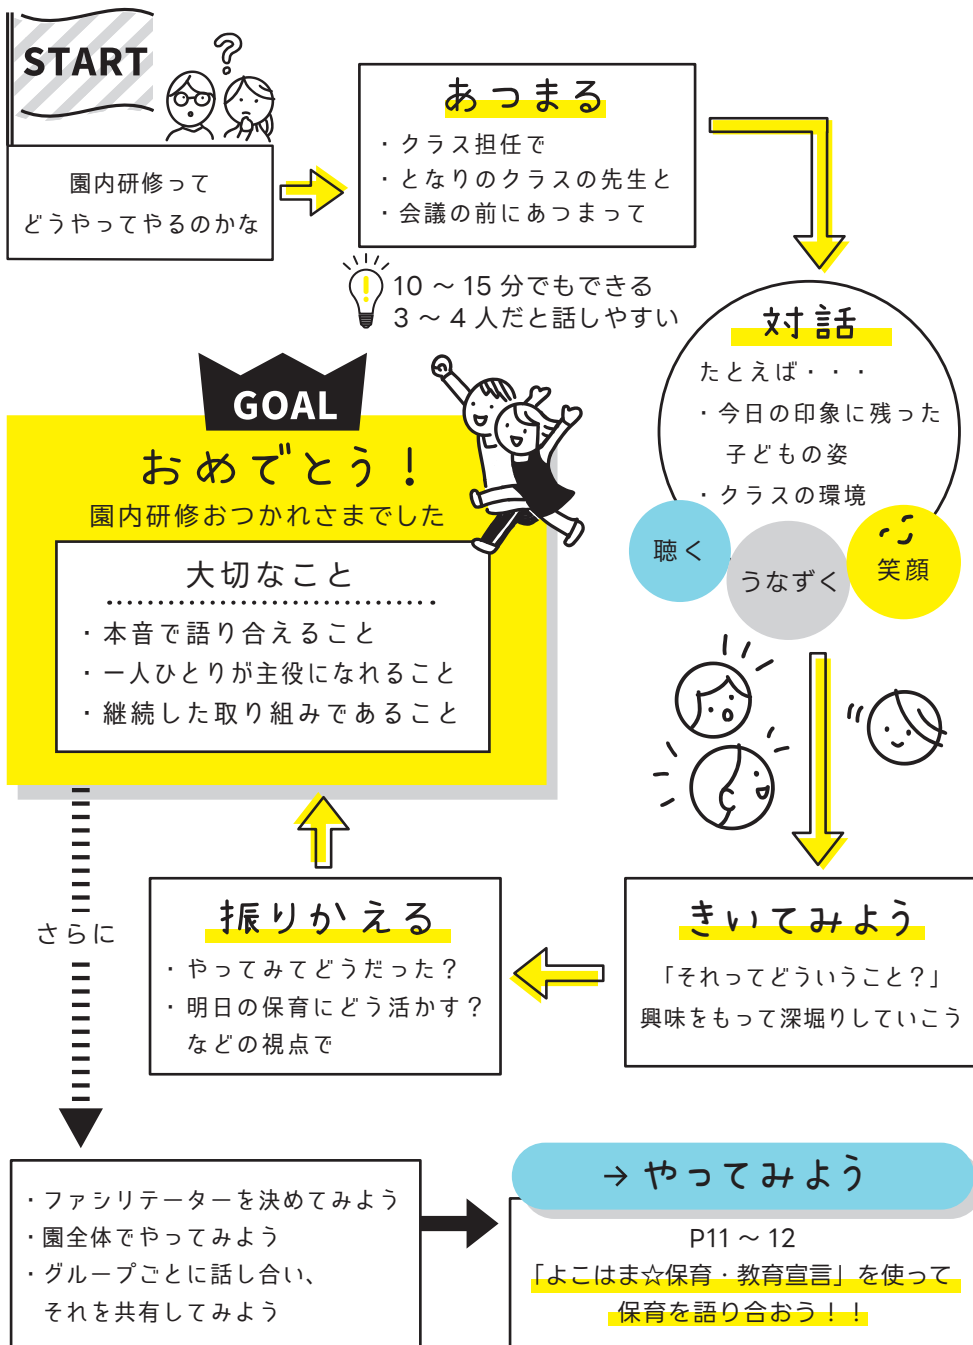 START
?
園内研修って
どうやってやるのかな
あつまる
・クラス担任で
・となりのクラスの先生と
・会議の前にあつまって
!
10 〜 15 分でもできる
3 〜 4 人だと話しやすい
対話
たとえば・・・
・今日の印象に残った
子どもの姿
・クラスの環境
聴く
うなずく
笑顔
きいてみよう
「それってどういうこと？」
興味をもって深堀りしていこう
振りかえる
・やってみてどうだった？
・明日の保育にどう活かす？
などの視点で
GOAL
おめでとう！
園内研修おつかれさまでした
大切なこと
・本音で語り合えること
・一人ひとりが主役になれること
・継続した取り組みであること
さらに
・ファシリテーターを決めてみよう
・園全体でやってみよう
・グループごとに話し合い、
それを共有してみよう
→ やってみよう
P11 〜 12
「よこはま☆保育・教育宣言」を使って
保育を語り合おう！！